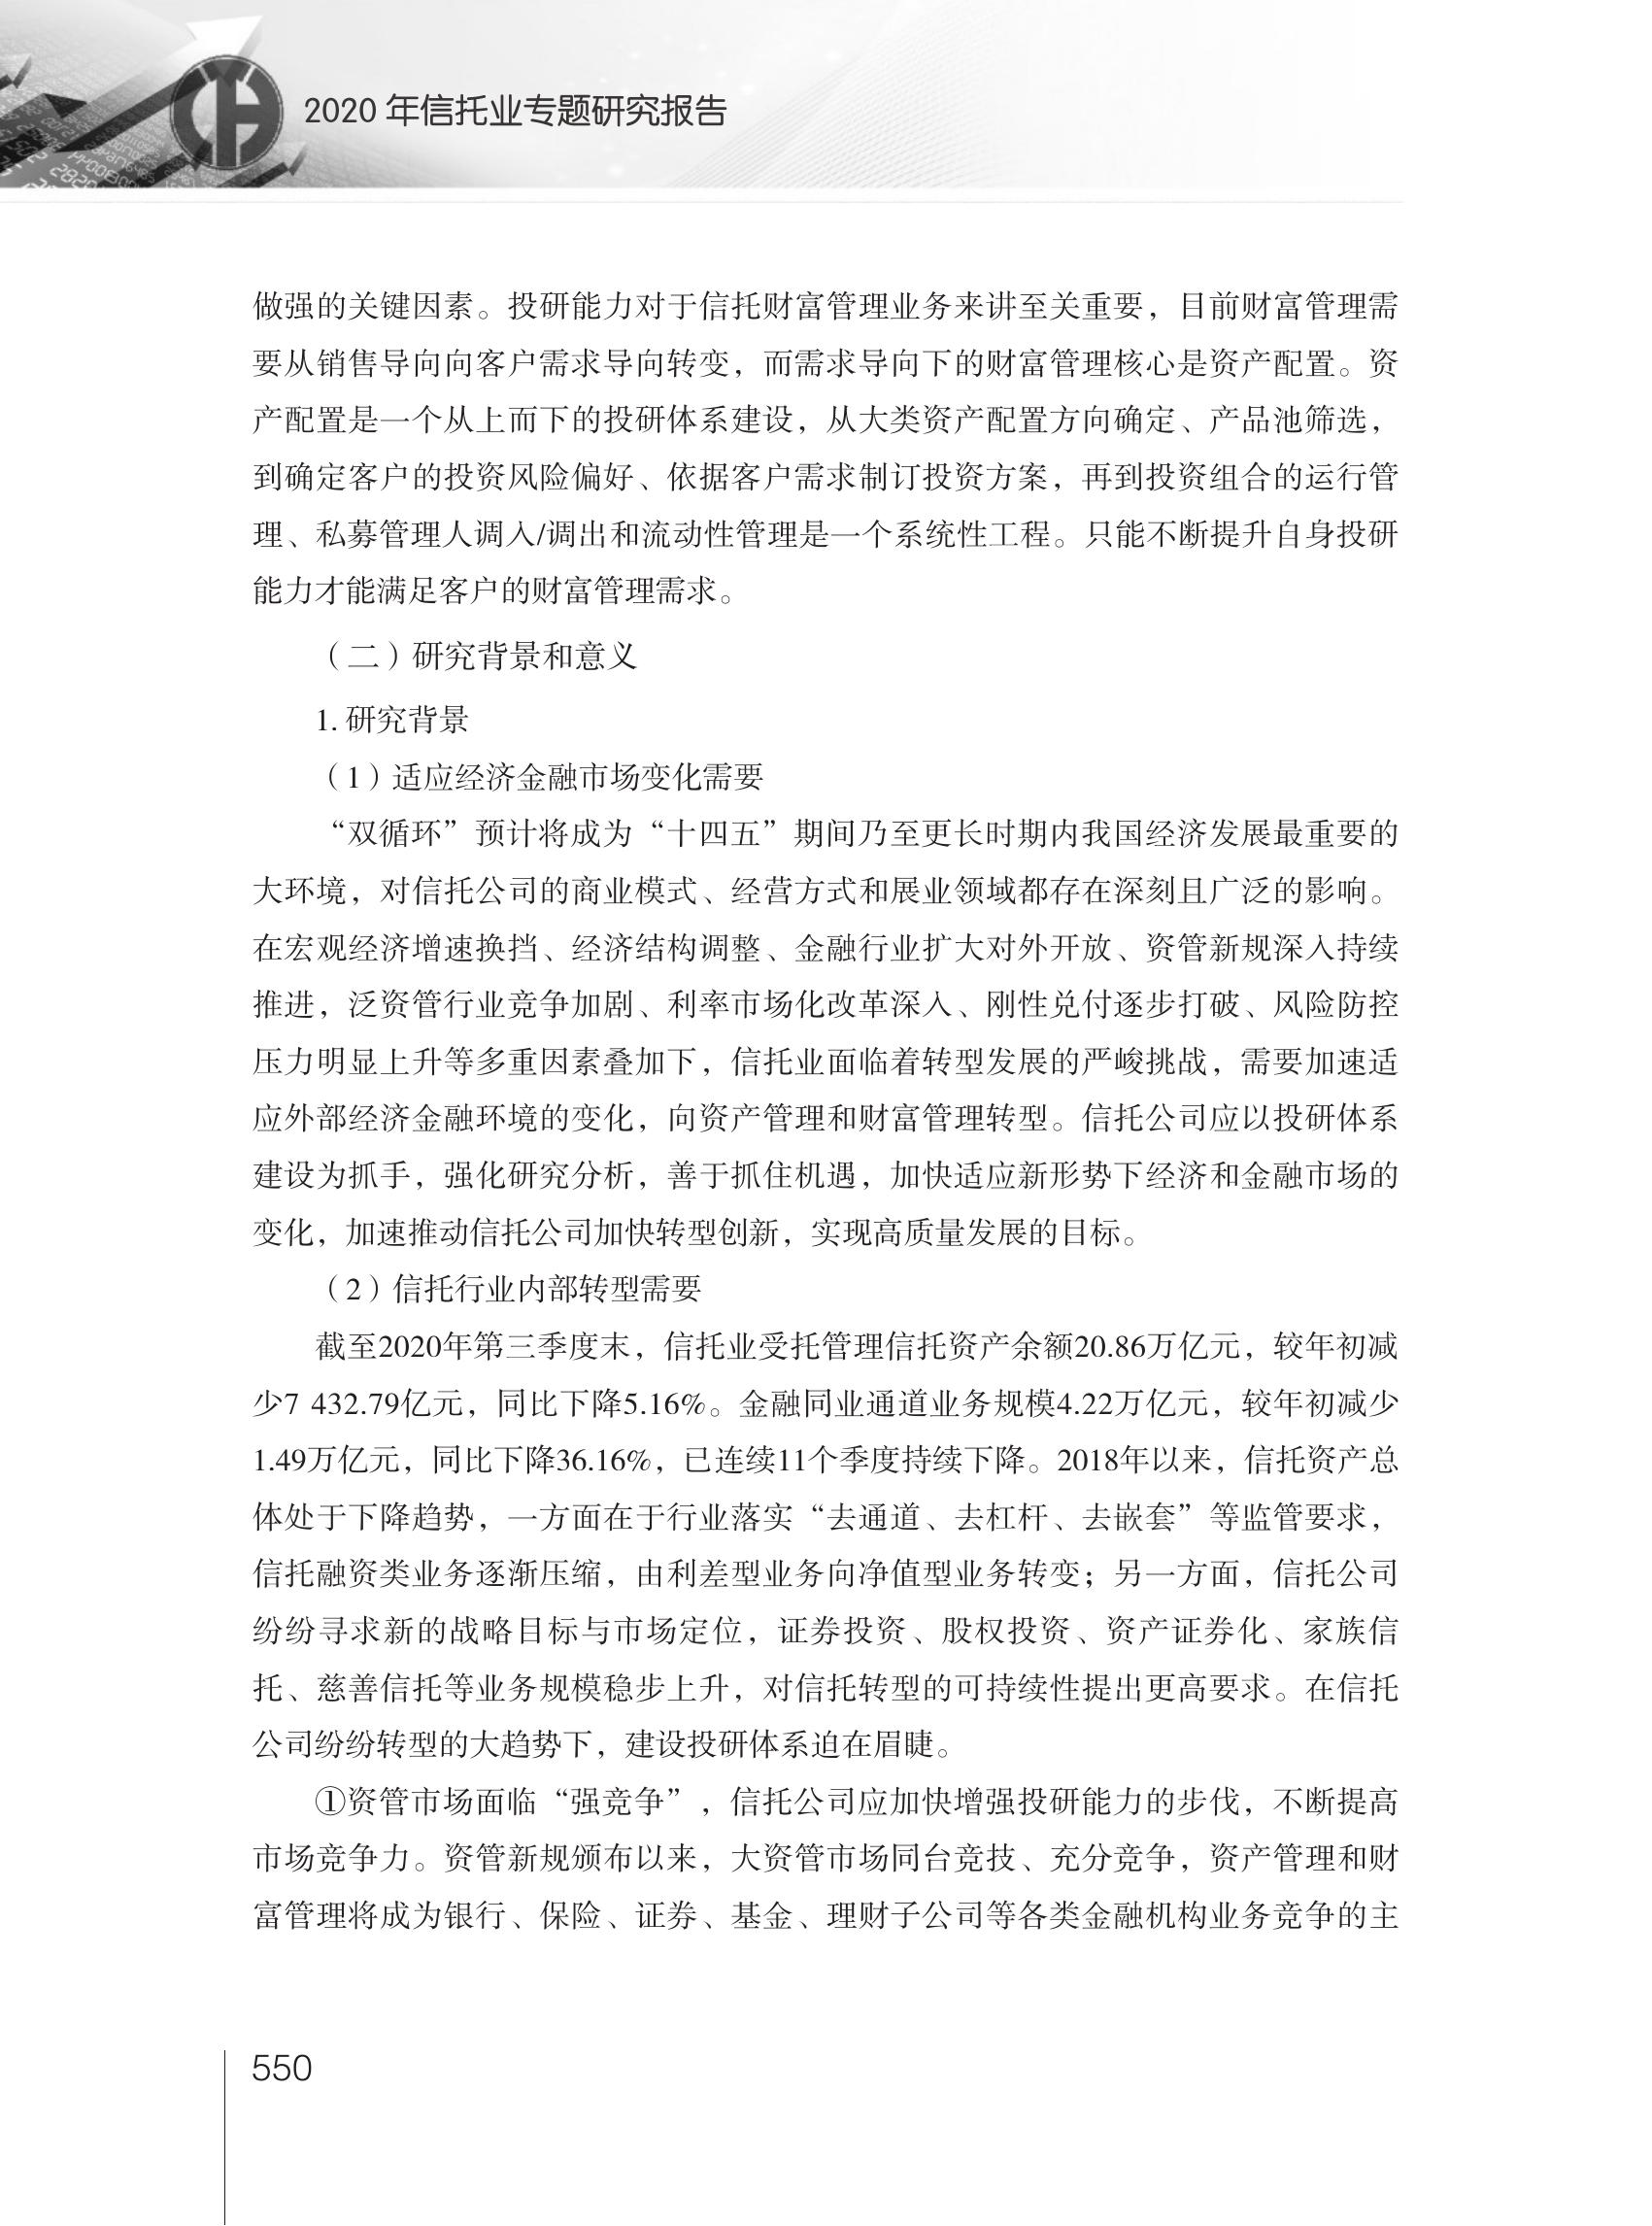 2020 年信托业专题研究报告
做强的关键因素。投研能力对于信托财富管理业务来讲至关重要，目前财富管理需
要从销售导向向客户需求导向转变，而需求导向下的财富管理核心是资产配置。资
产配置是一个从上而下的投研体系建设，从大类资产配置方向确定、产品池筛选，
到确定客户的投资风险偏好、依据客户需求制订投资方案，再到投资组合的运行管
理、私募管理人调入/调出和流动性管理是一个系统性工程。只能不断提升自身投研
能力才能满足客户的财富管理需求。
（二）研究背景和意义
1. 研究背景
（1）适应经济金融市场变化需要
“双循环”预计将成为“十四五”期间乃至更长时期内我国经济发展最重要的
大环境，对信托公司的商业模式、经营方式和展业领域都存在深刻且广泛的影响。
在宏观经济增速换挡、经济结构调整、金融行业扩大对外开放、资管新规深入持续
推进，泛资管行业竞争加剧、利率市场化改革深入、刚性兑付逐步打破、风险防控
压力明显上升等多重因素叠加下，信托业面临着转型发展的严峻挑战，需要加速适
应外部经济金融环境的变化，向资产管理和财富管理转型。信托公司应以投研体系
建设为抓手，强化研究分析，善于抓住机遇，加快适应新形势下经济和金融市场的
变化，加速推动信托公司加快转型创新，实现高质量发展的目标。
（2）信托行业内部转型需要
截至2020年第三季度末，信托业受托管理信托资产余额20.86万亿元，较年初减
少7 432.79亿元，同比下降5.16%。金融同业通道业务规模4.22万亿元，较年初减少
1.49万亿元，同比下降36.16%，已连续11个季度持续下降。2018年以来，信托资产总
体处于下降趋势，一方面在于行业落实“去通道、去杠杆、去嵌套”等监管要求，
信托融资类业务逐渐压缩，由利差型业务向净值型业务转变；另一方面，信托公司
纷纷寻求新的战略目标与市场定位，证券投资、股权投资、资产证券化、家族信
托、慈善信托等业务规模稳步上升，对信托转型的可持续性提出更高要求。在信托
公司纷纷转型的大趋势下，建设投研体系迫在眉睫。
①资管市场面临“强竞争”，信托公司应加快增强投研能力的步伐，不断提高
市场竞争力。资管新规颁布以来，大资管市场同台竞技、充分竞争，资产管理和财
富管理将成为银行、保险、证券、基金、理财子公司等各类金融机构业务竞争的主
550